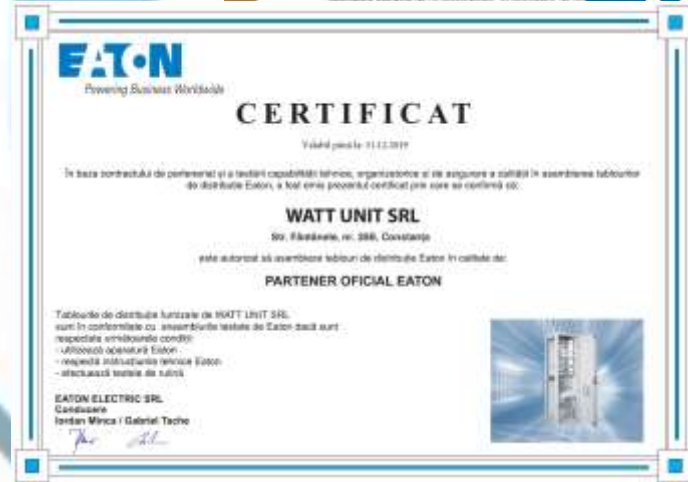 EATON
Powering Business Worldwide
CERTIFICAT
Valabil până la: 31.12.2019
În baza contractului de parteneriat și a testării capabilității tehnice, organizatorice și de asigurare a calității în asamblarea tablourilor
de distribuție Eaton, a fost emis prezentul certificat prin care se confirmă că:
WATT UNIT SRL
Str. Fântânele, nr. Constanța
este autorizat să asambleze tablouri de distribuție Eaton în calitate de:
PARTENER OFICIAL EATON
Tablourile de distribuție furnizate de WATT UNIT SRL
sunt în conformitate cu ansamblurile testate de Eaton dacă sunt
respectate următoarele condiții:
- utilizează aparatură Eaton
- respectă instrucțiunile tehnice Eaton
- efectuează testele de rutină
EATON ELECTRIC SRL
Conducere
Iordan Minca / Gabriel Tache